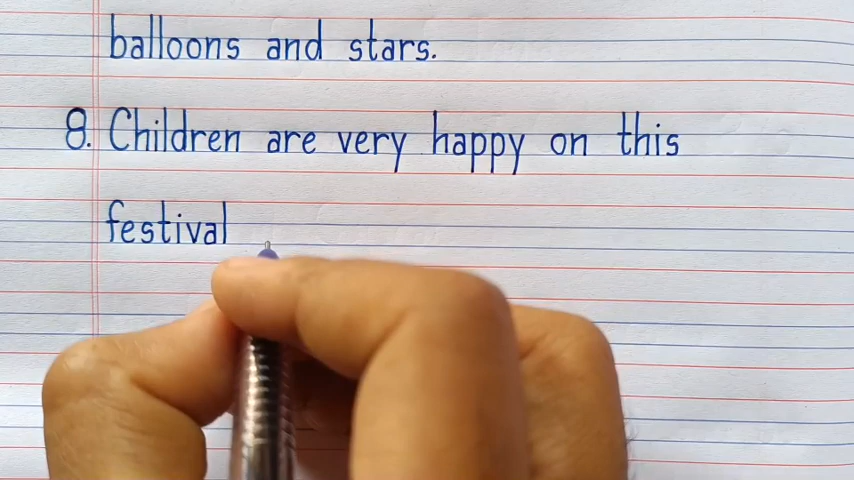 balloons and stars.
8. Children are very happy on this
festival